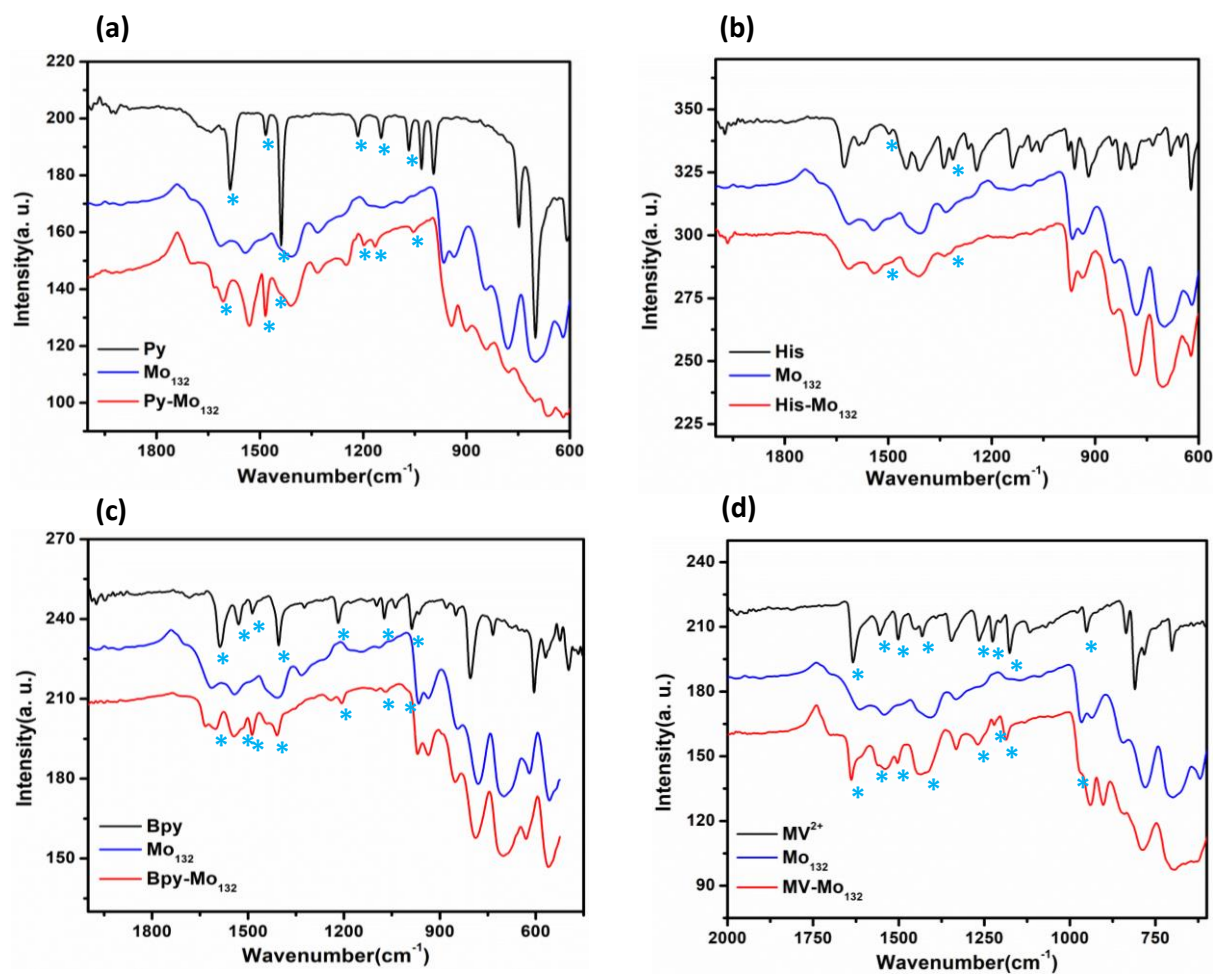 (a)
220
200
180
160
140
120
100
Intensity(a. u.)
* * * * *
* * * * *
* * *
Py
Mo132
Py-Mo132
1800 1500 1200 900 600
Wavenumber(cm-1)
(b)
350
325
300
275
250
225
Intensity(a. u.)
* *
* *
His
Mo132
His-Mo132
1800 1500 1200 900 600
Wavenumber(cm-1)
(c)
270
240
210
180
150
Intensity(a. u.)
* * * * * * *
* * * * * * *
Bpy
Mo132
Bpy-Mo132
1800 1500 1200 900 600
Wavenumber(cm-1)
(d)
240
210
180
150
120
90
Intensity(a. u.)
* * * * * * * *
* * * * * * * *
MV2+
Mo132
MV-Mo132
2000 1750 1500 1250 1000 750
Wavenumber(cm-1)